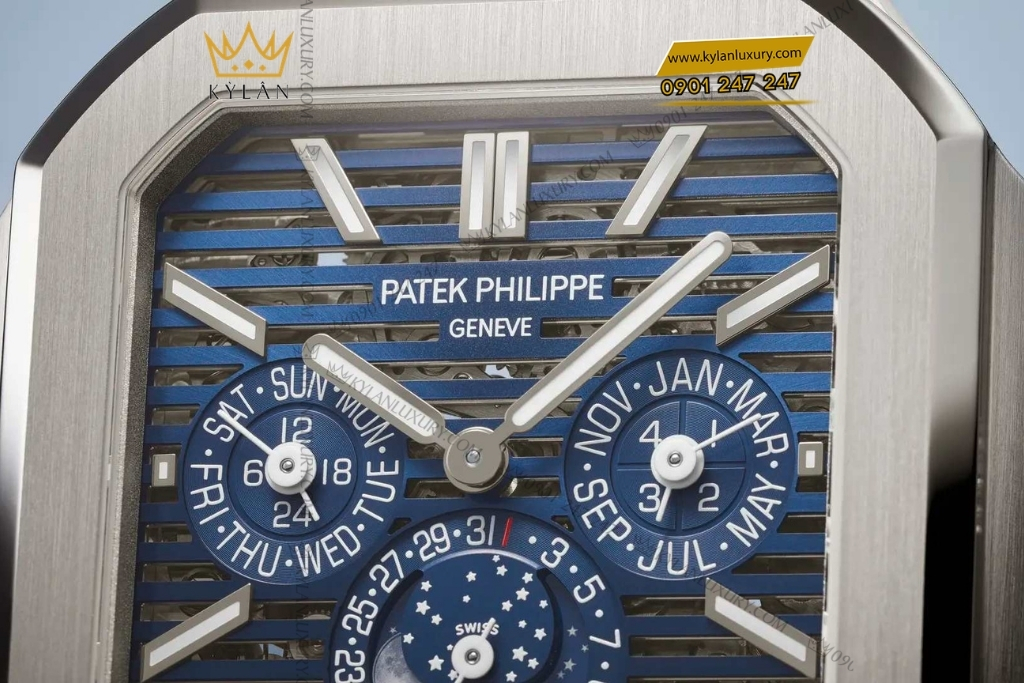 KỲLÂN
www.kylanluxury.com
0901 247 247
PATEK PHILIPPE
GENEVE
SAT · SUN · MON · TUE · WED · THU · FRI
12
6 18
24
NOV · JAN · MAR · MAY · JUL · SEP
4 1
3 2
23 · 25 · 27 · 29 · 31 · 3 · 5 · 7
SWISS
KYLANLUXURY.COM